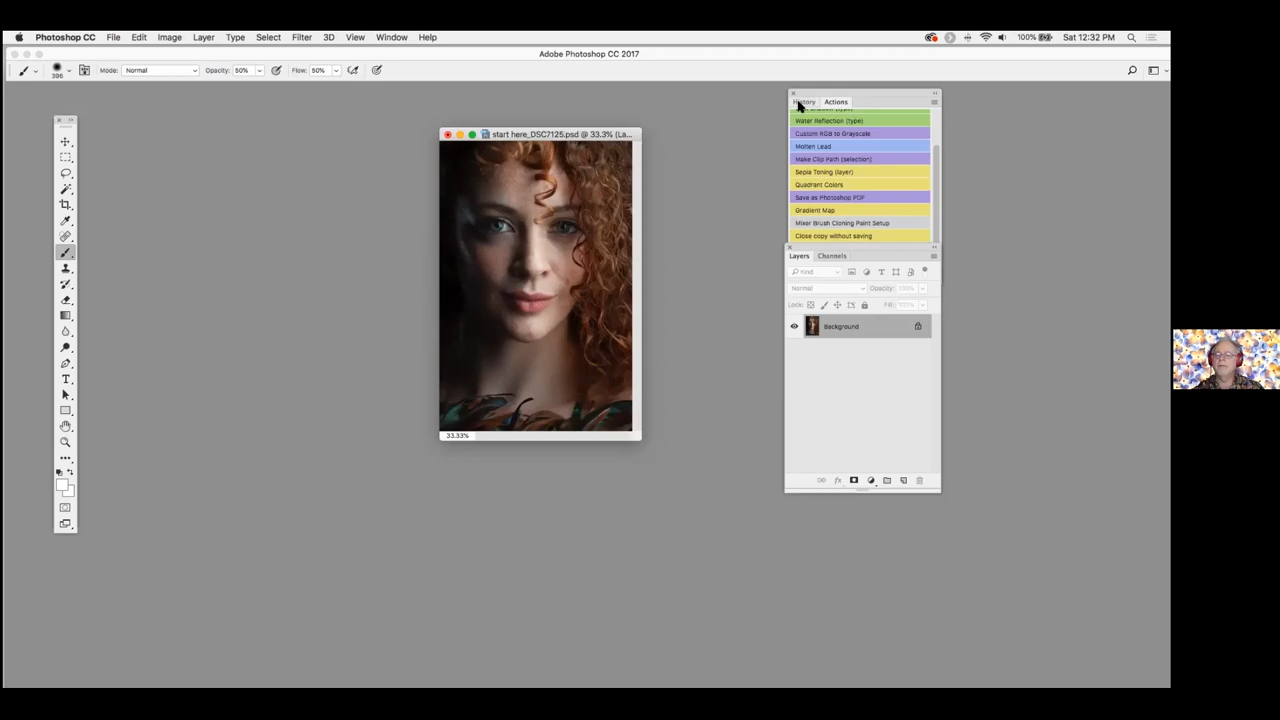 Photoshop CC File Edit Image Layer Type Select Filter 3D View Window Help 100% Sat 12:32 PM
Adobe Photoshop CC 2017
396 Mode: Normal Opacity: 50% Flow: 50%
History Actions
Water Reflection (type)
Custom RGB to Grayscale
Molten Lead
Make Clip Path (selection)
Sepia Toning (layer)
Quadrant Colors
Save as Photoshop PDF
Gradient Map
Mixer Brush Cloning Paint Setup
Close copy without saving
start here_DSC7125.psd @ 33.3% (La...
33.33%
Layers Channels
Kind
Normal Opacity: 100%
Lock: Fill: 100%
Background